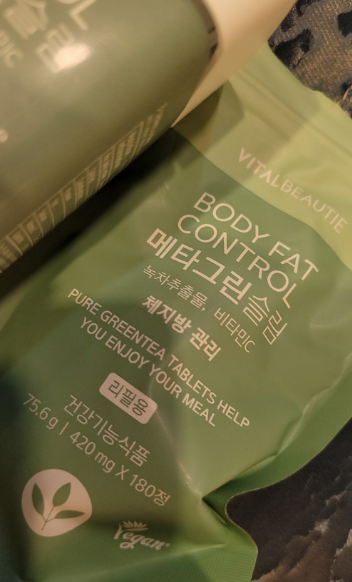 VITALBEAUTIE
BODY FAT
CONTROL
메타그린슬림
녹차추출물, 비타민C
체지방 관리
PURE GREENTEA TABLETS HELP
YOU ENJOY YOUR MEAL
리필용
건강기능식품
75.6 g | 420 mg X 180정
Vegan